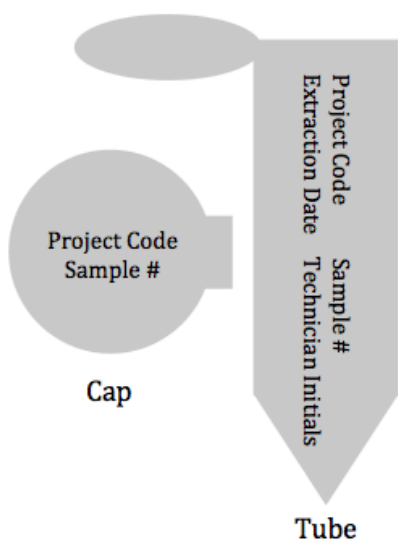 Project Code
Sample #
Cap
Project Code Sample #
Extraction Date Technician Initials
Tube